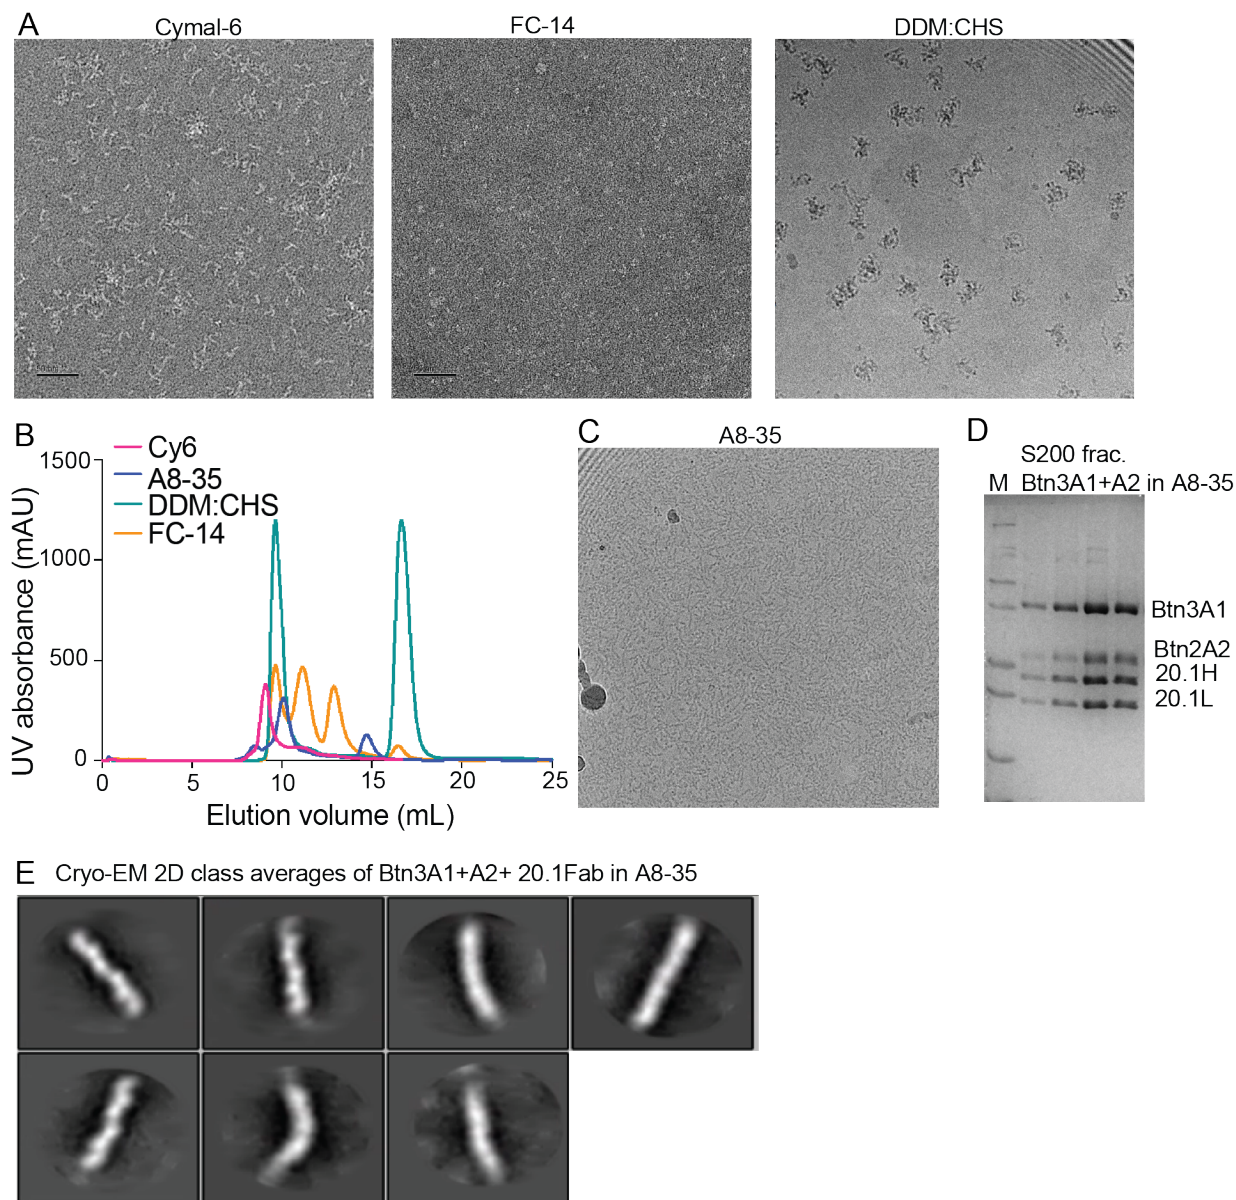 A
Cymal-6
FC-14
DDM:CHS
B
Cy6
A8-35
DDM:CHS
FC-14
1500
1000
500
0
UV absorbance (mAU)
0 5 10 15 20 25
Elution volume (mL)
C
A8-35
D
S200 frac.
M Btn3A1+A2 in A8-35
Btn3A1
Btn2A2
20.1H
20.1L
E Cryo-EM 2D class averages of Btn3A1+A2+ 20.1Fab in A8-35